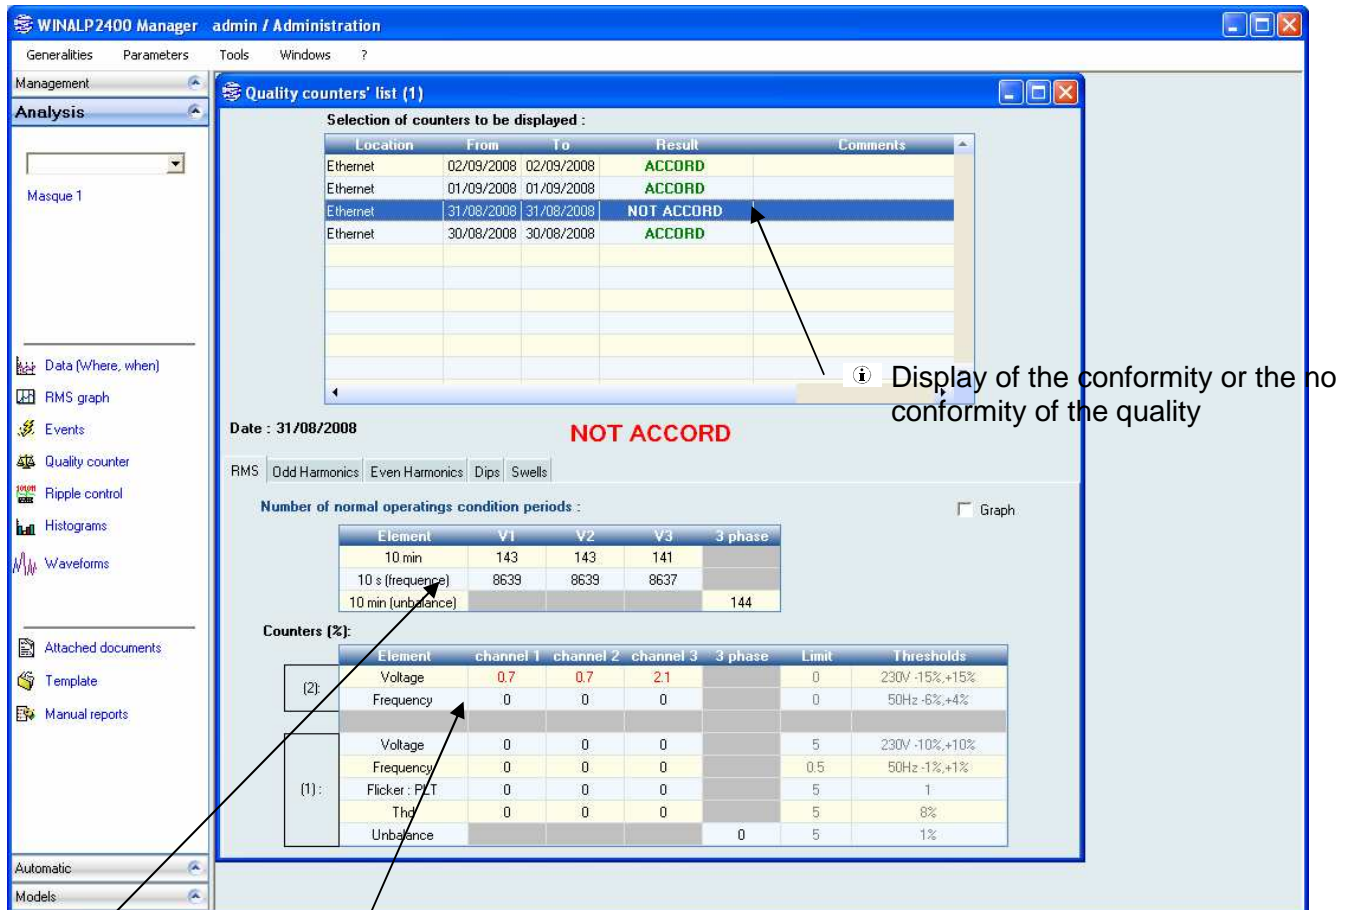 WINALP2400 Manager admin / Administration
Generalities Parameters Tools Windows ?
Management
Analysis
Masque 1
Data (Where, when)
RMS graph
Events
Quality counter
Ripple control
Histograms
Waveforms
Attached documents
Template
Manual reports
Automatic
Models
Quality counters' list (1)
Selection of counters to be displayed :
Location From To Result Comments
Ethernet 02/09/2008 02/09/2008 ACCORD
Ethernet 01/09/2008 01/09/2008 ACCORD
Ethernet 31/08/2008 31/08/2008 NOT ACCORD
Ethernet 30/08/2008 30/08/2008 ACCORD
Display of the conformity or the no
conformity of the quality
Date : 31/08/2008 NOT ACCORD
RMS Odd Harmonics Even Harmonics Dips Swells
Number of normal operatings condition periods : Graph
Element V1 V2 V3 3 phase
10 min 143 143 141
10 s (frequence) 8639 8639 8637
10 min (unbalance) 144
Counters (%):
Element channel 1 channel 2 channel 3 3 phase Limit Thresholds
(2):
Voltage 0.7 0.7 2.1 0 230V -15%,+15%
Frequency 0 0 0 0 50Hz -6%,+4%
(1) :
Voltage 0 0 0 5 230V -10%,+10%
Frequency 0 0 0 0.5 50Hz -1%,+1%
Flicker : PLT 0 0 0 5 1
Thd 0 0 0 5 8%
Unbalance 0 5 1%